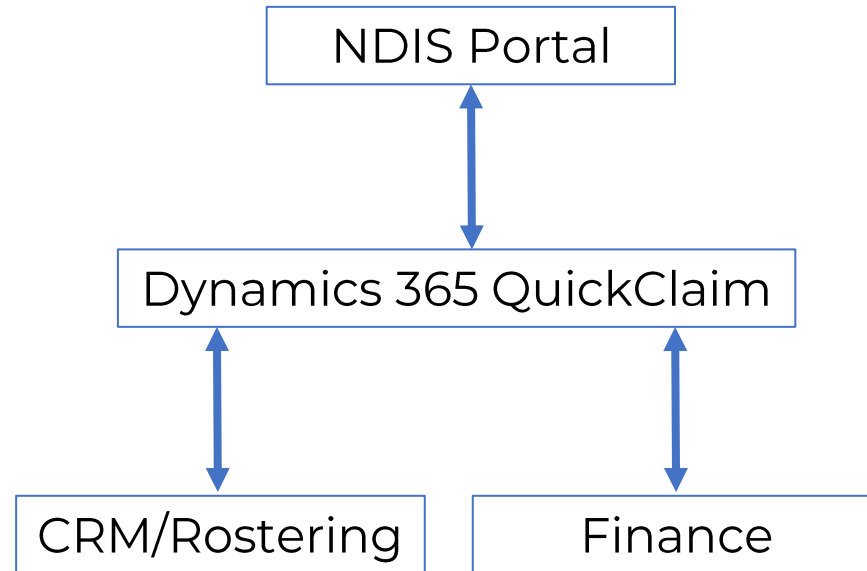 NDIS Portal
Dynamics 365 QuickClaim
CRM/Rostering
Finance